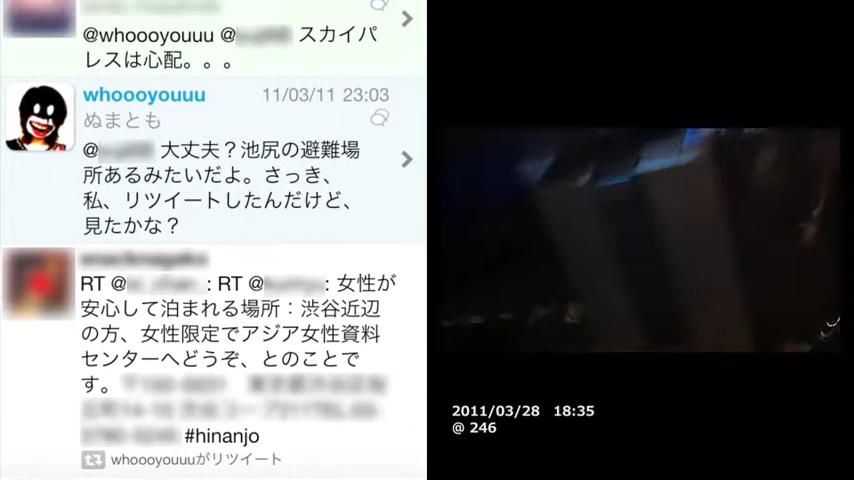 @whoooyouuu @ スカイパ
レスは心配。。。
whoooyouuu 11/03/11 23:03
ぬまとも
@ 大丈夫？池尻の避難場
所あるみたいだよ。さっき、
私、リツイートしたんだけど、
見たかな？
RT @ : RT @ : 女性が
安心して泊まれる場所：渋谷近辺
の方、女性限定でアジア女性資料
センターへどうぞ、とのことで
す。
#hinanjo
whoooyouuuがリツイート
2011/03/28 18:35
@ 246